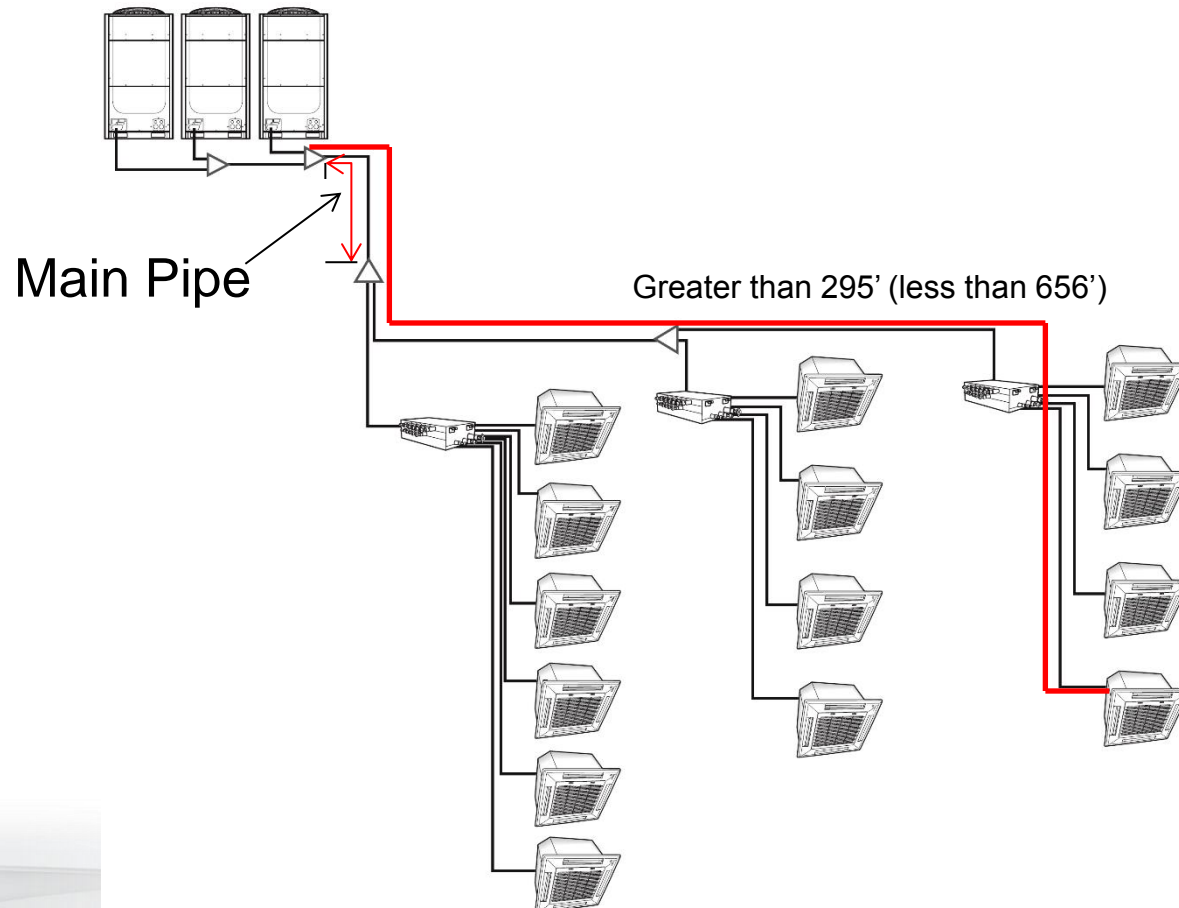 Main Pipe
Greater than 295’ (less than 656’)